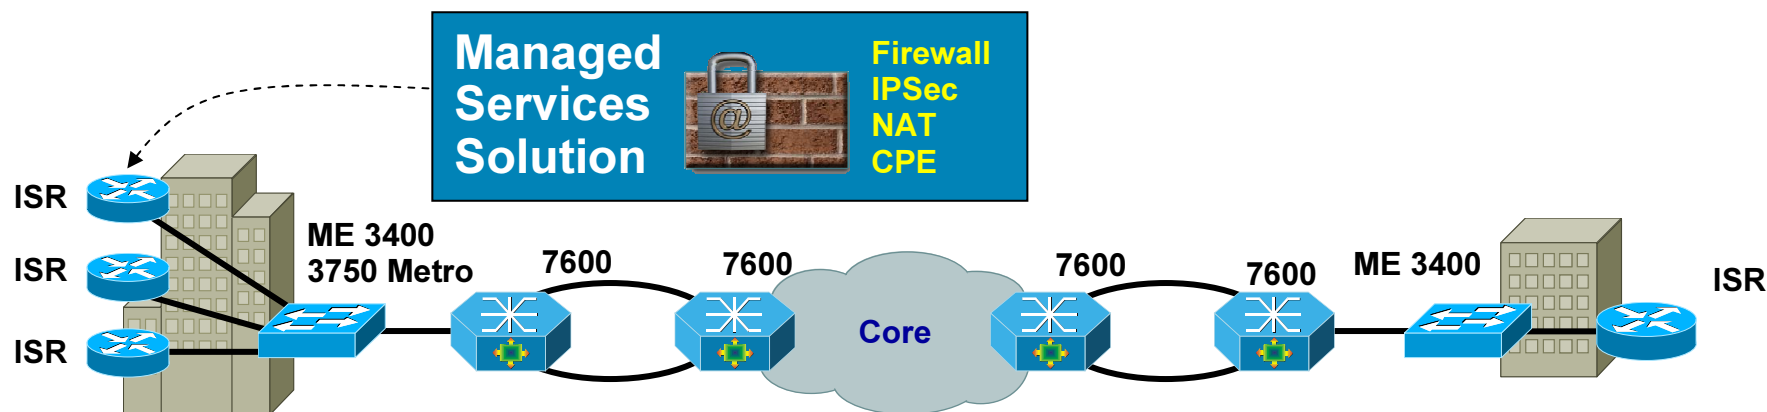 Managed
Services
Solution
Firewall
IPSec
NAT
CPE
@
ISR
ISR
ISR
ME 3400
3750 Metro
7600
7600
Core
7600
7600
ME 3400
ISR